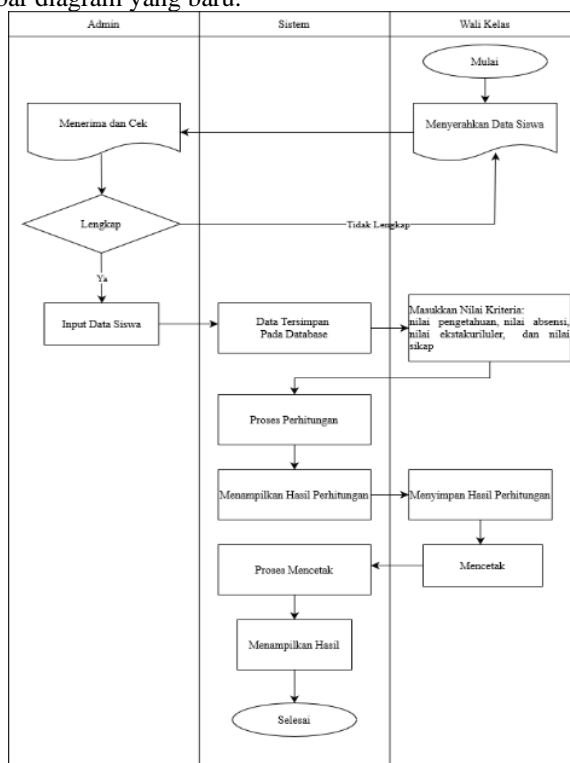 bar diagram yang baru.
Admin
Sistem
Wali Kelas
Mulai
Menerima dan Cek
Menyerahkan Data Siswa
Lengkap
Tidak Lengkap
Ya
Input Data Siswa
Data Tersimpan
Pada Database
Masukkan Nilai Kriteria:
nilai pengetahuan, nilai absensi,
nilai ekstakuriluler, dan nilai
sikap
Proses Perhitungan
Menampilkan Hasil Perhitungan
Menyimpan Hasil Perhitungan
Proses Mencetak
Mencetak
Menampilkan Hasil
Selesai